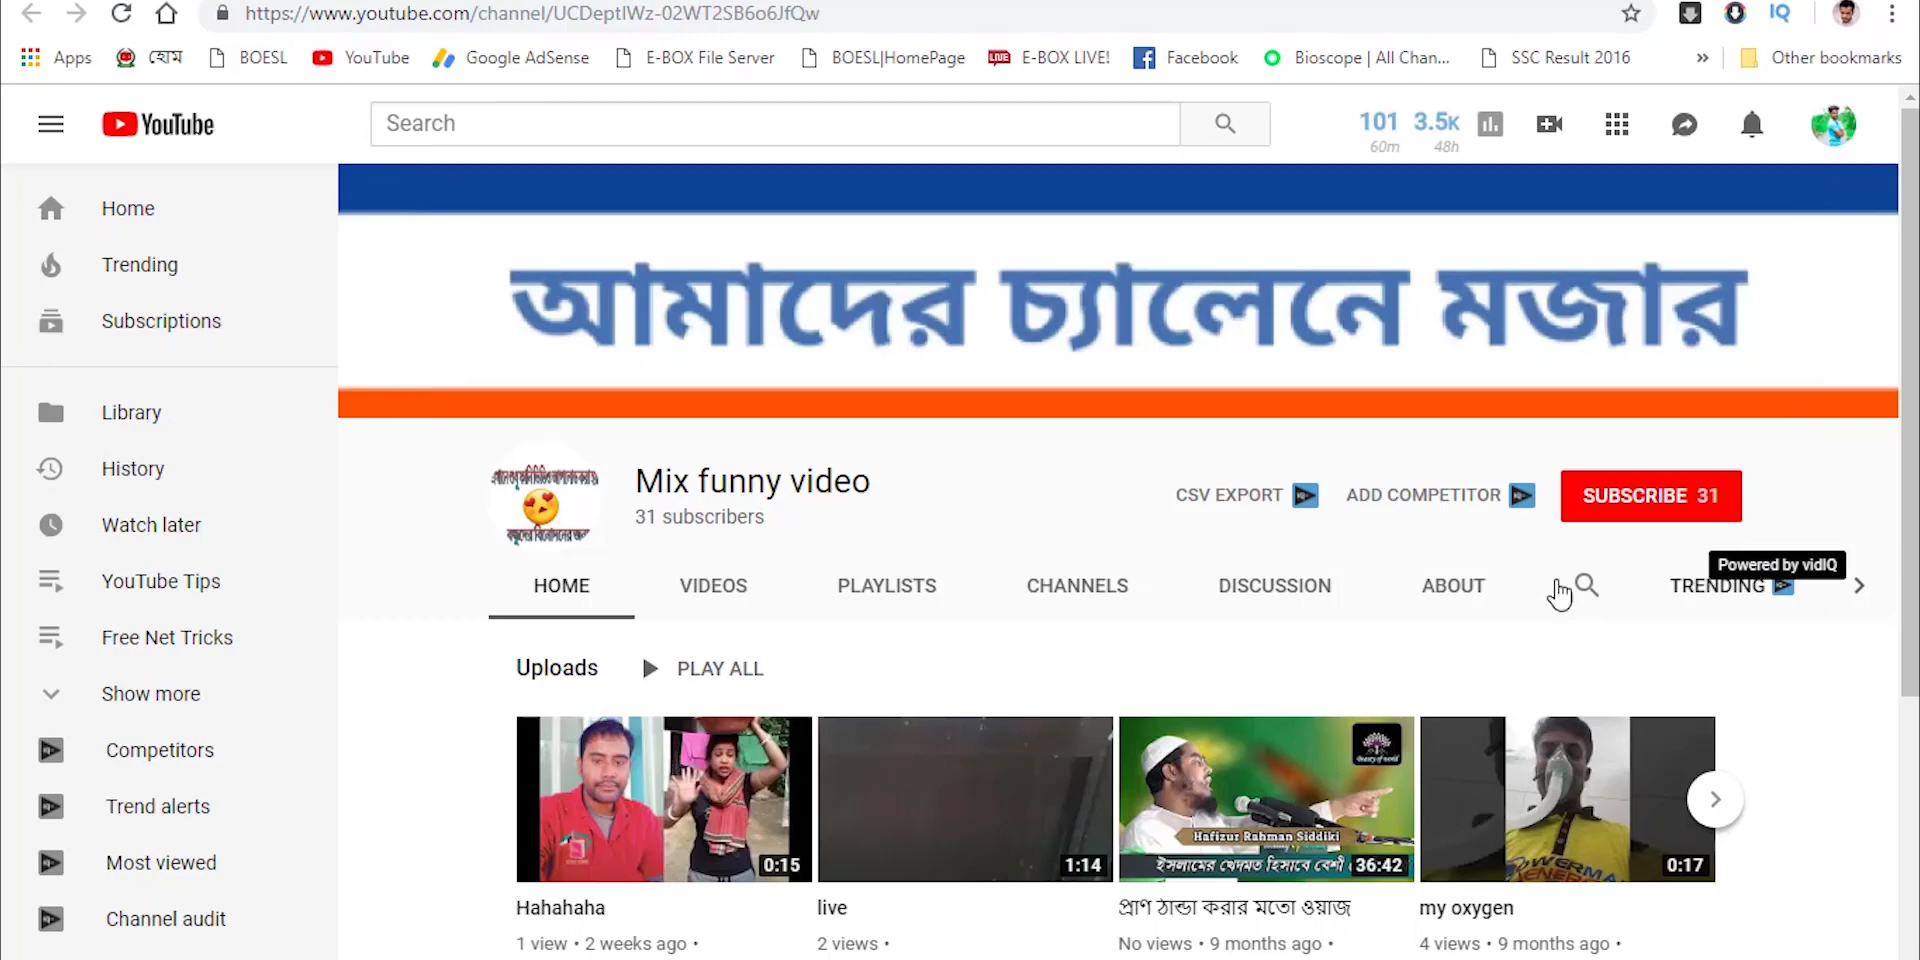 https://www.youtube.com/channel/UCDeptIWz-02WT2SB6o6JfQw
IQ
Apps
হোম
BOESL
YouTube
Google AdSense
E-BOX File Server
BOESL|HomePage
LIVE
E-BOX LIVE!
Facebook
Bioscope | All Chan...
SSC Result 2016
»
Other bookmarks
YouTube
Search
101 3.5K
60m 48h
Home
Trending
Subscriptions
Library
History
Watch later
YouTube Tips
Free Net Tricks
Show more
Competitors
Trend alerts
Most viewed
Channel audit
আমাদের চ্যালেনে মজার
Mix funny video
31 subscribers
CSV EXPORT
ADD COMPETITOR
SUBSCRIBE 31
Powered by vidIQ
HOME
VIDEOS
PLAYLISTS
CHANNELS
DISCUSSION
ABOUT
TRENDING
Uploads
PLAY ALL
0:15
1:14
Hafizur Rahman Siddiki
ইসলামের খেদমত হিসাবে বেশী
36:42
0:17
Hahahaha
1 view • 2 weeks ago •
live
2 views •
প্রাণ ঠান্ডা করার মতো ওয়াজ
No views • 9 months ago •
my oxygen
4 views • 9 months ago •